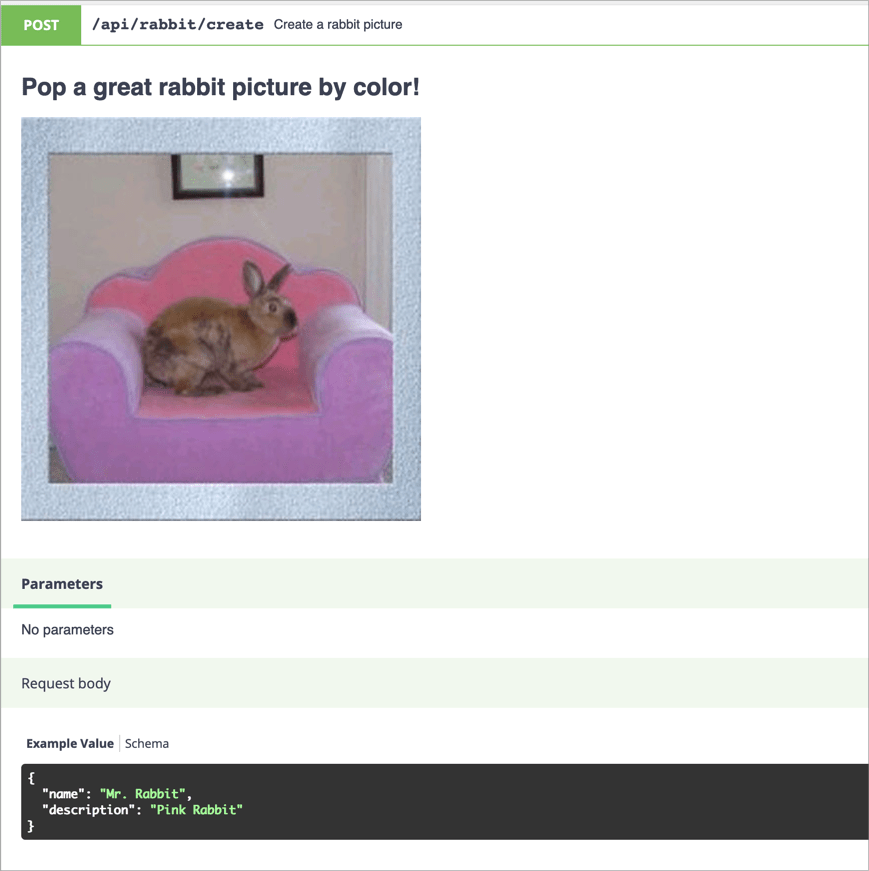 POST /api/rabbit/create Create a rabbit picture
Pop a great rabbit picture by color!
Parameters
No parameters
Request body
Example Value Schema
{
"name": "Mr. Rabbit",
"description": "Pink Rabbit"
}